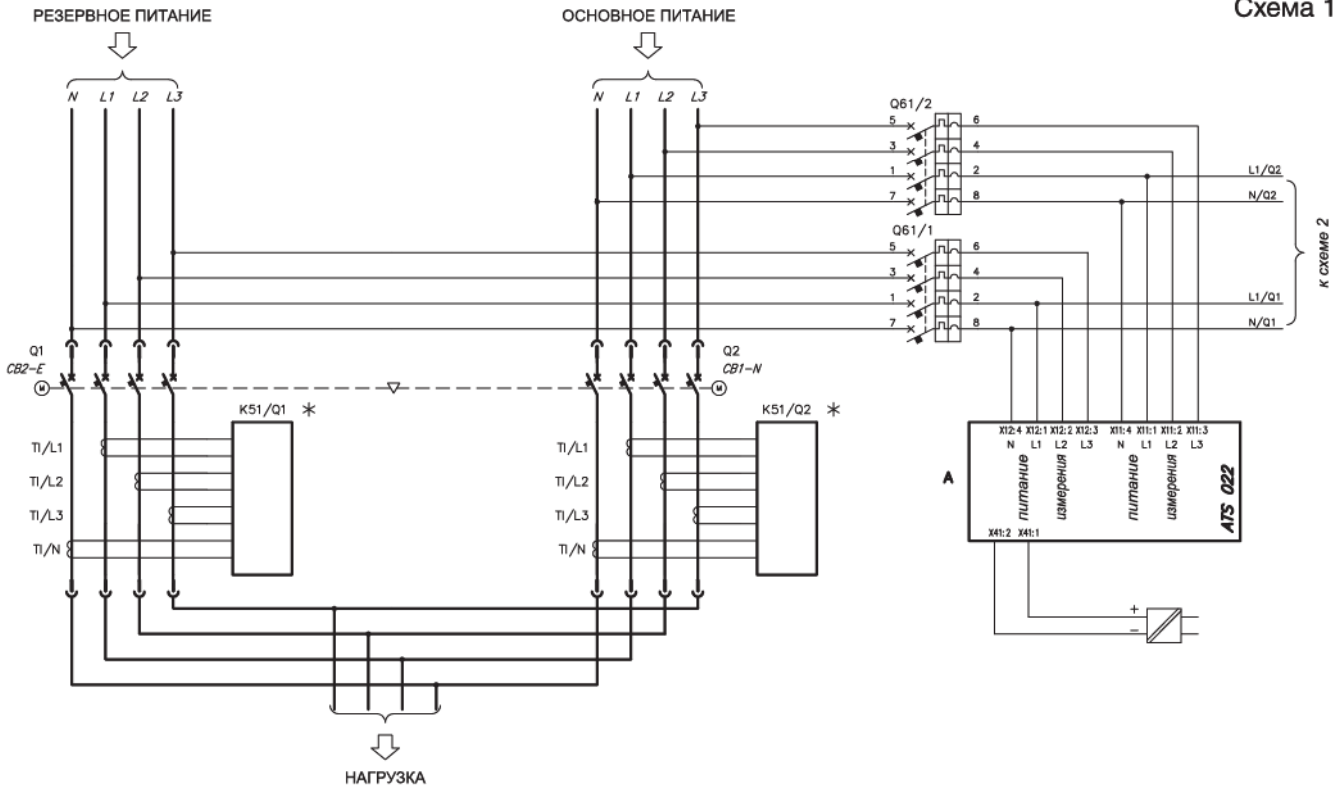 Схема 1
РЕЗЕРВНОЕ ПИТАНИЕ
ОСНОВНОЕ ПИТАНИЕ
N L1 L2 L3
N L1 L2 L3
Q61/2
5 6
3 4
1 2
7 8
L1/Q2
N/Q2
Q61/1
5 6
3 4
1 2
7 8
L1/Q1
N/Q1
к схеме 2
Q1
CB2-E
M
Q2
CB1-N
M
K51/Q1 *
TI/L1
TI/L2
TI/L3
TI/N
K51/Q2 *
TI/L1
TI/L2
TI/L3
TI/N
A
X12:4 X12:1 X12:2 X12:3 X11:4 X11:1 X11:2 X11:3
N L1 L2 L3 N L1 L2 L3
питание
измерения
питание
измерения
ATS 022
X41:2 X41:1
+
–
НАГРУЗКА